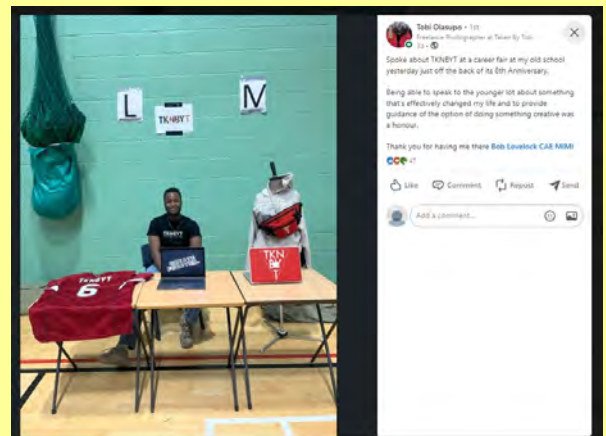 L
M
TKNBYT
TKNBYT
TKNBYT
6
TKN
BY
T
Tobi Olasupo • 1st
Freelance Photographer at Taken By Tobi
Spoke about TKNBYT at a career fair at my old school
yesterday just off the back of its 6th Anniversary.
Being able to speak to the younger lot about something
that's effectively changed my life and to provide
guidance of the option of doing something creative was
a honour.
Thank you for having me there Bob Lovelock CAE MIMI
Like
Comment
Repost
Send
Add a comment...